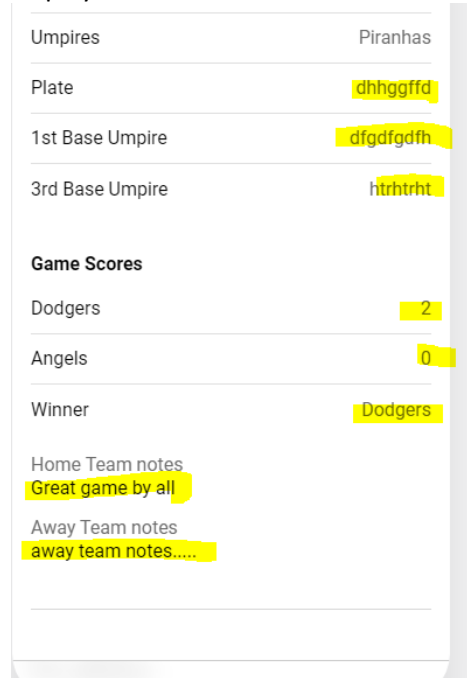 Umpires Piranhas
Plate dhhggffd
1st Base Umpire dfgdfgdfh
3rd Base Umpire htrhtrht
Game Scores
Dodgers 2
Angels 0
Winner Dodgers
Home Team notes
Great game by all
Away Team notes
away team notes.....